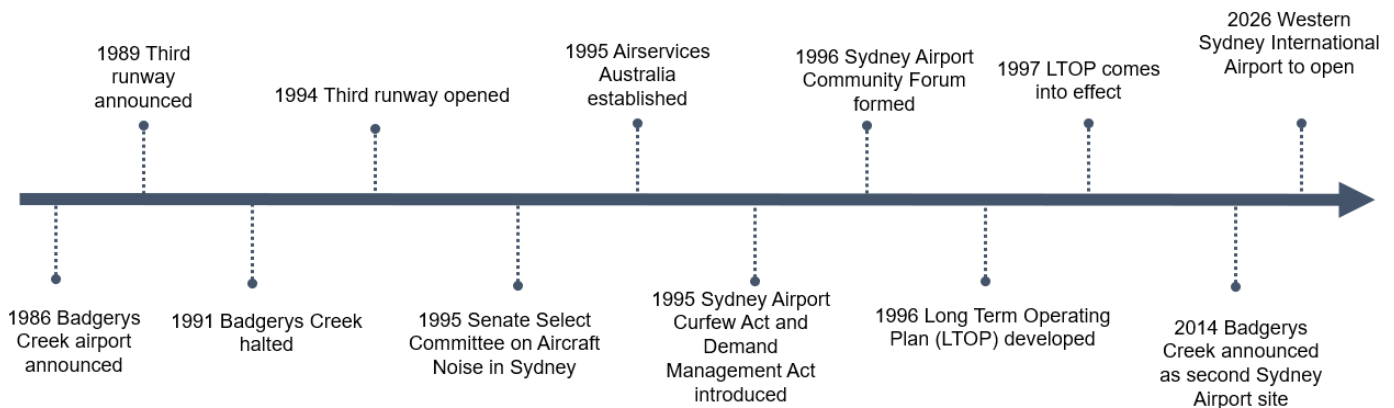 1986 Badgerys
Creek airport
announced
1989 Third
runway
announced
1991 Badgerys Creek
halted
1994 Third runway opened
1995 Senate Select
Committee on Aircraft
Noise in Sydney
1995 Airservices
Australia
established
1995 Sydney Airport
Curfew Act and
Demand
Management Act
introduced
1996 Sydney Airport
Community Forum
formed
1996 Long Term Operating
Plan (LTOP) developed
1997 LTOP comes
into effect
2014 Badgerys
Creek announced
as second Sydney
Airport site
2026 Western
Sydney International
Airport to open